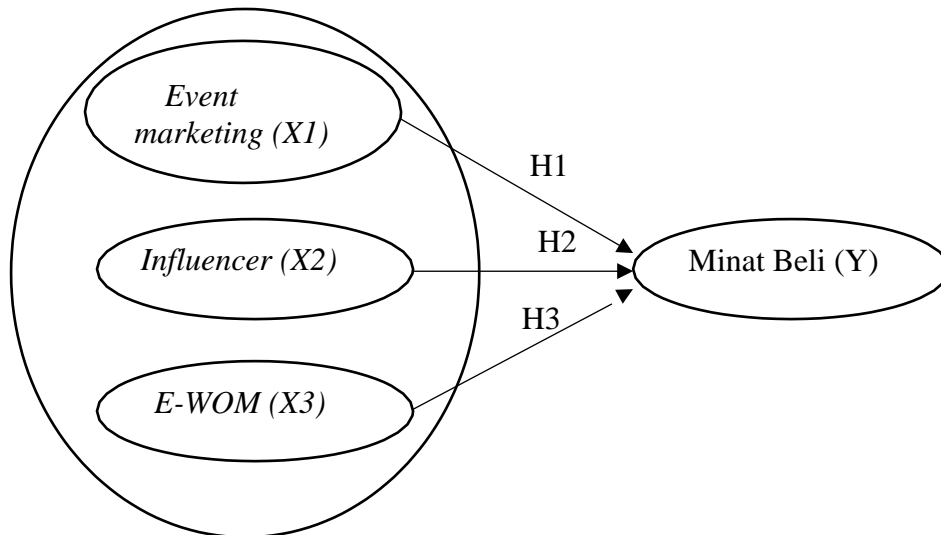 Event
marketing (X1)
H1
H2
Influencer (X2)
Minat Beli (Y)
H3
E-WOM (X3)